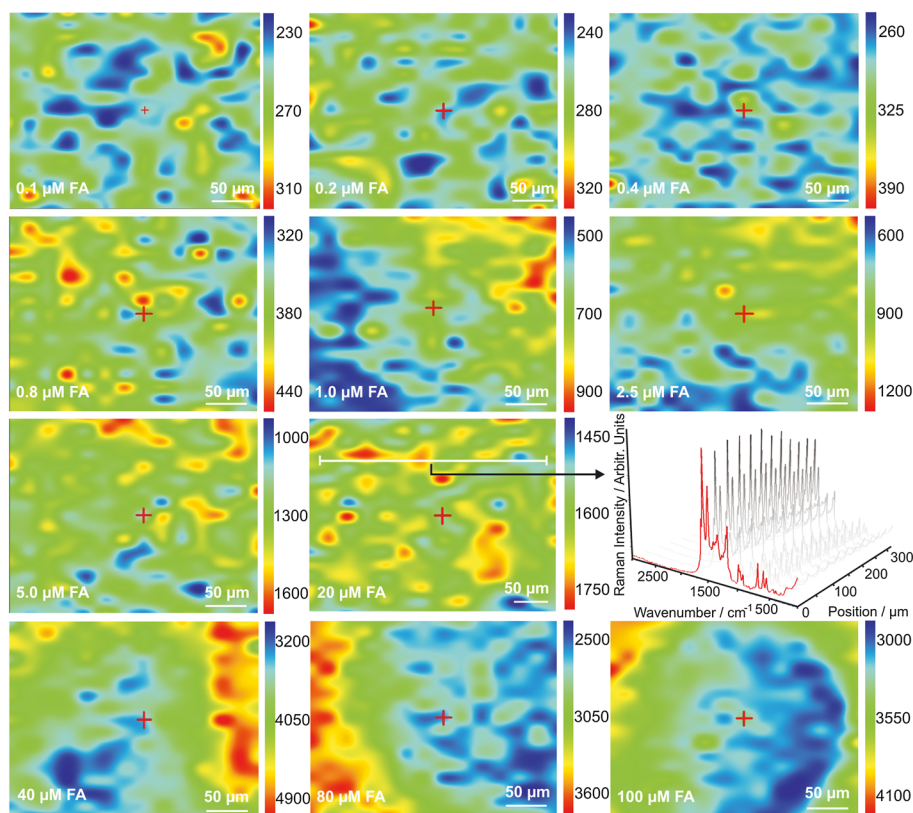 230
270
310
0.1 µM FA
50 µm
240
280
320
0.2 µM FA
50 µm
260
325
390
0.4 µM FA
50 µm
320
380
440
0.8 µM FA
50 µm
500
700
900
1.0 µM FA
50 µm
600
900
1200
2.5 µM FA
50 µm
1000
1300
1600
5.0 µM FA
50 µm
1450
1600
1750
20 µM FA
50 µm
Raman Intensity / Arbitr. Units
2500
1500
500
Wavenumber / cm-1
0
100
200
300
Position / µm
3200
4050
4900
40 µM FA
50 µm
2500
3050
3600
80 µM FA
50 µm
3000
3550
4100
100 µM FA
50 µm